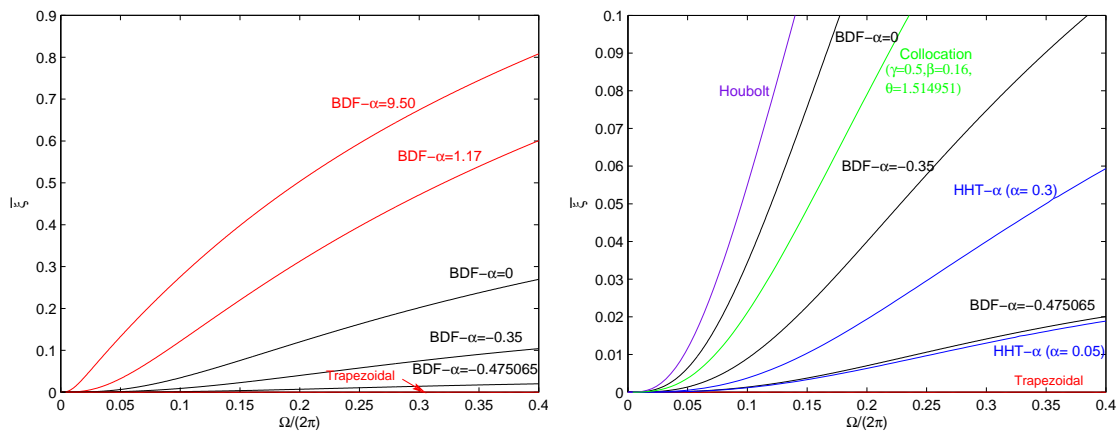 0.9
0.8
0.7
0.6
0.5
0.4
0.3
0.2
0.1
0
ξ̅
BDF-α=9.50
BDF-α=1.17
BDF-α=0
BDF-α=-0.35
BDF-α=-0.475065
Trapezoidal
0 0.05 0.1 0.15 0.2 0.25 0.3 0.35 0.4
Ω/(2π)
0.1
0.09
0.08
0.07
0.06
0.05
0.04
0.03
0.02
0.01
0
ξ̅
BDF-α=0
Collocation
(γ=0.5,β=0.16,
θ=1.514951)
Houbolt
BDF-α=-0.35
HHT-α (α= 0.3)
BDF-α=-0.475065
HHT-α (α= 0.05)
Trapezoidal
0 0.05 0.1 0.15 0.2 0.25 0.3 0.35 0.4
Ω/(2π)